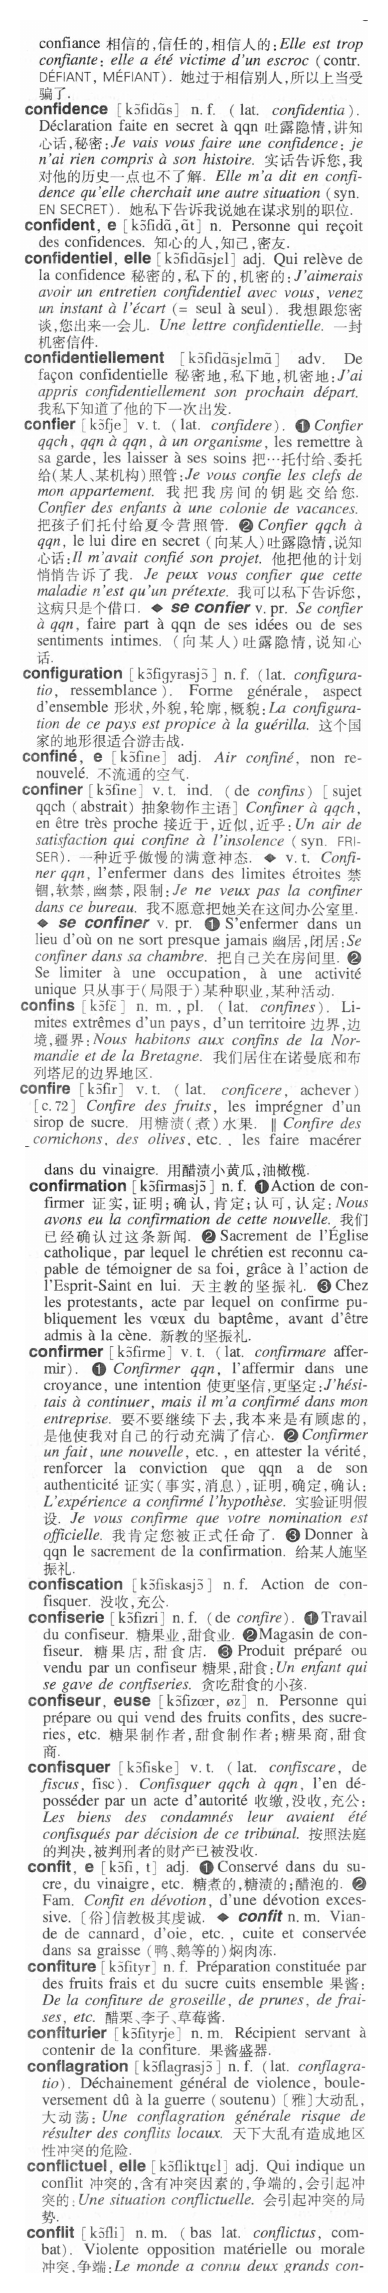 confiance 相信的,信任的,相信人的:Elle est trop
confiante; elle a été victime d'un escroc (contr.
DÉFIANT, MÉFIANT). 她过于相信别人,所以上当受
骗了.
confidence [kɔ̃fidɑ̃s] n. f. (lat. confidentia).
Déclaration faite en secret à qqn 吐露隐情,讲知
心话,秘密:Je vais vous faire une confidence: je
n'ai rien compris à son histoire. 实话告诉您,我
对他的历史一点也不了解. Elle m'a dit en confi-
dence qu'elle cherchait une autre situation (syn.
EN SECRET). 她私下告诉我说她在谋求别的职位.
confident, e [kɔ̃fidɑ̃,ɑ̃t] n. Personne qui reçoit
des confidences. 知心的人,知己,密友.
confidentiel, elle [kɔ̃fidɑ̃sjɛl] adj. Qui relève de
la confidence 秘密的,私下的,机密的:J'aimerais
avoir un entretien confidentiel avec vous, venez
un instant à l'écart (= seul à seul). 我想跟您密
谈,您出来一会儿. Une lettre confidentielle. 一封
机密信件.
confidentiellement [kɔ̃fidɑ̃sjɛlmɑ̃] adv. De
façon confidentielle 秘密地,私下地,机密地:J'ai
appris confidentiellement son prochain départ.
我私下知道了他的下一次出发.
confier [kɔ̃fje] v. t. (lat. confidere). ❶ Confier
qqch, qqn à qqn, à un organisme, les remettre à
sa garde, les laisser à ses soins 把…托付给、委托
给(某人、某机构)照管:Je vous confie les clefs de
mon appartement. 我把我房间的钥匙交给您.
Confier des enfants à une colonie de vacances.
把孩子们托付给夏令营照管. ❷ Confier qqch à
qqn, le lui dire en secret (向某人)吐露隐情,说知
心话:Il m'avait confié son projet. 他把他的计划
悄悄告诉了我. Je peux vous confier que cette
maladie n'est qu'un prétexte. 我可以私下告诉您,
这病只是个借口. ◆ se confier v. pr. Se confier
à qqn, faire part à qqn de ses idées ou de ses
sentiments intimes. (向某人)吐露隐情,说知心
话.
configuration [kɔ̃figyrasjɔ̃] n. f. (lat. configura-
tio, ressemblance). Forme générale, aspect
d'ensemble 形状,外貌,轮廓,概貌:La configura-
tion de ce pays est propice à la guérilla. 这个国
家的地形很适合游击战.
confiné, e [kɔ̃fine] adj. Air confiné, non re-
nouvelé. 不流通的空气.
confiner [kɔ̃fine] v. t. ind. (de confins) [sujet
qqch (abstrait) 抽象物作主语] Confiner à qqch,
en être très proche 接近于,近似,近乎:Un air de
satisfaction qui confine à l'insolence (syn. FRI-
SER). 一种近乎傲慢的满意神态. ◆ v. t. Confi-
ner qqn, l'enfermer dans des limites étroites 禁
锢,软禁,幽禁,限制:Je ne veux pas la confiner
dans ce bureau. 我不愿意把她关在这间办公室里.
◆ se confiner v. pr. ❶ S'enfermer dans un
lieu d'où on ne sort presque jamais 幽居,闭居:Se
confiner dans sa chambre. 把自己关在房间里. ❷
Se limiter à une occupation, à une activité
unique 只从事于(局限于)某种职业,某种活动.
confins [kɔ̃fɛ̃] n. m., pl. (lat. confines). Li-
mites extrêmes d'un pays, d'un territoire 边界,边
境,疆界:Nous habitons aux confins de la Nor-
mandie et de la Bretagne. 我们居住在诺曼底和布
列塔尼的边界地区.
confire [kɔ̃fir] v. t. (lat. conficere, achever)
[c. 72] Confire des fruits, les imprégner d'un
sirop de sucre. 用糖渍(煮)水果. ‖ Confire des
cornichons, des olives, etc., les faire macérer
dans du vinaigre. 用醋渍小黄瓜,油橄榄.
confirmation [kɔ̃firmasjɔ̃] n. f. ❶ Action de con-
firmer 证实,证明;确认,肯定;认可,认定:Nous
avons eu la confirmation de cette nouvelle. 我们
已经确认过这条新闻. ❷ Sacrement de l'Église
catholique, par lequel le chrétien est reconnu ca-
pable de témoigner de sa foi, grâce à l'action de
l'Esprit-Saint en lui. 天主教的坚振礼. ❸ Chez
les protestants, acte par lequel on confirme pu-
bliquement les vœux du baptême, avant d'être
admis à la cène. 新教的坚振礼.
confirmer [kɔ̃firme] v. t. (lat. confirmare affer-
mir). ❶ Confirmer qqn, l'affermir dans une
croyance, une intention 使更坚信,更坚定:J'hési-
tais à continuer, mais il m'a confirmé dans mon
entreprise. 要不要继续下去,我本来是有顾虑的,
是他使我对自己的行动充满了信心. ❷ Confirmer
un fait, une nouvelle, etc., en attester la vérité,
renforcer la conviction que qqn a de son
authenticité 证实(事实,消息),证明,确定,确认:
L'expérience a confirmé l'hypothèse. 实验证明假
设. Je vous confirme que votre nomination est
officielle. 我肯定您被正式任命了. ❸ Donner à
qqn le sacrement de la confirmation. 给某人施坚
振礼.
confiscation [kɔ̃fiskasjɔ̃] n. f. Action de con-
fisquer. 没收,充公.
confiserie [kɔ̃fizri] n. f. (de confire). ❶ Travail
du confiseur. 糖果业,甜食业. ❷ Magasin de con-
fiseur. 糖果店,甜食店. ❸ Produit préparé ou
vendu par un confiseur 糖果,甜食:Un enfant qui
se gave de confiseries. 贪吃甜食的小孩.
confiseur, euse [kɔ̃fizœr, øz] n. Personne qui
prépare ou qui vend des fruits confits, des sucre-
ries, etc. 糖果制作者,甜食制作者;糖果商,甜食
商.
confisquer [kɔ̃fiske] v. t. (lat. confiscare, de
fiscus, fisc). Confisquer qqch à qqn, l'en dé-
posséder par un acte d'autorité 收缴,没收,充公:
Les biens des condamnés leur avaient été
confisqués par décision de ce tribunal. 按照法庭
的判决,被判刑者的财产已被没收.
confit, e [kɔ̃fi, t] adj. ❶ Conservé dans du su-
cre, du vinaigre, etc. 糖煮的,糖渍的;醋泡的. ❷
Fam. Confit en dévotion, d'une dévotion exces-
sive. [俗]信教极其虔诚. ◆ confit n. m. Vian-
de de cannard, d'oie, etc., cuite et conservée
dans sa graisse (鸭、鹅等的)焖肉冻.
confiture [kɔ̃fityr] n. f. Préparation constituée par
des fruits frais et du sucre cuits ensemble 果酱:
De la confiture de groseille, de prunes, de frai-
ses, etc. 醋栗、李子、草莓酱.
confiturier [kɔ̃fityrje] n. m. Récipient servant à
contenir de la confiture. 果酱盛器.
conflagration [kɔ̃flagrasjɔ̃] n. f. (lat. conflagra-
tio). Déchainement général de violence, boule-
versement dû à la guerre (soutenu) [雅]大动乱,
大动荡:Une conflagration générale risque de
résulter des conflits locaux. 天下大乱有造成地区
性冲突的危险.
conflictuel, elle [kɔ̃fliktɥɛl] adj. Qui indique un
conflit 冲突的,含有冲突因素的,争端的,会引起冲
突的:Une situation conflictuelle. 会引起冲突的局
势.
conflit [kɔ̃fli] n. m. (bas lat. conflictus, com-
bat). Violente opposition matérielle ou morale
冲突,争端:Le monde a connu deux grands con-